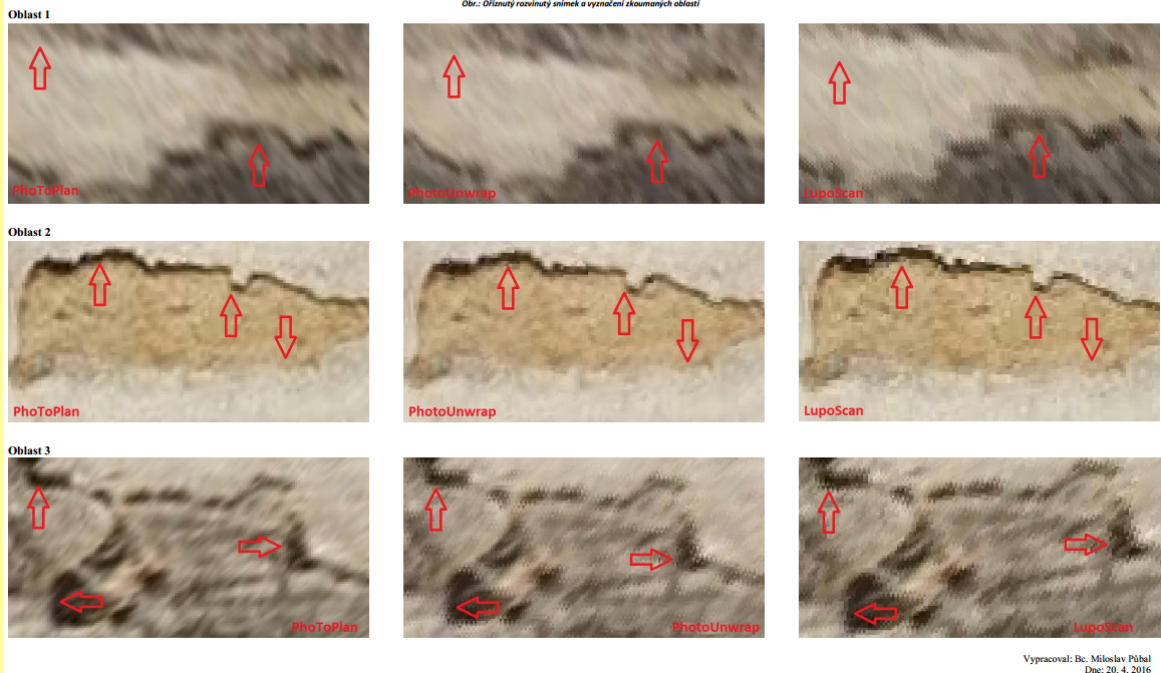 Obr.: Oříznutý rozvinutý snímek a vyznačení zkoumaných oblastí
Oblast 1
PhoToPlan PhotoUnwrap LupoScan
Oblast 2
PhoToPlan PhotoUnwrap LupoScan
Oblast 3
PhoToPlan PhotoUnwrap LupoScan
Vypracoval: Bc. Miloslav Půbal
Dne: 20. 4. 2016